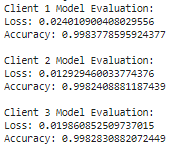 Client 1 Model Evaluation:
Loss: 0.024010900408029556
Accuracy: 0.9983778595924377
Client 2 Model Evaluation:
Loss: 0.012929460033774376
Accuracy: 0.9982408881187439
Client 3 Model Evaluation:
Loss: 0.019860852509737015
Accuracy: 0.9982830882072449